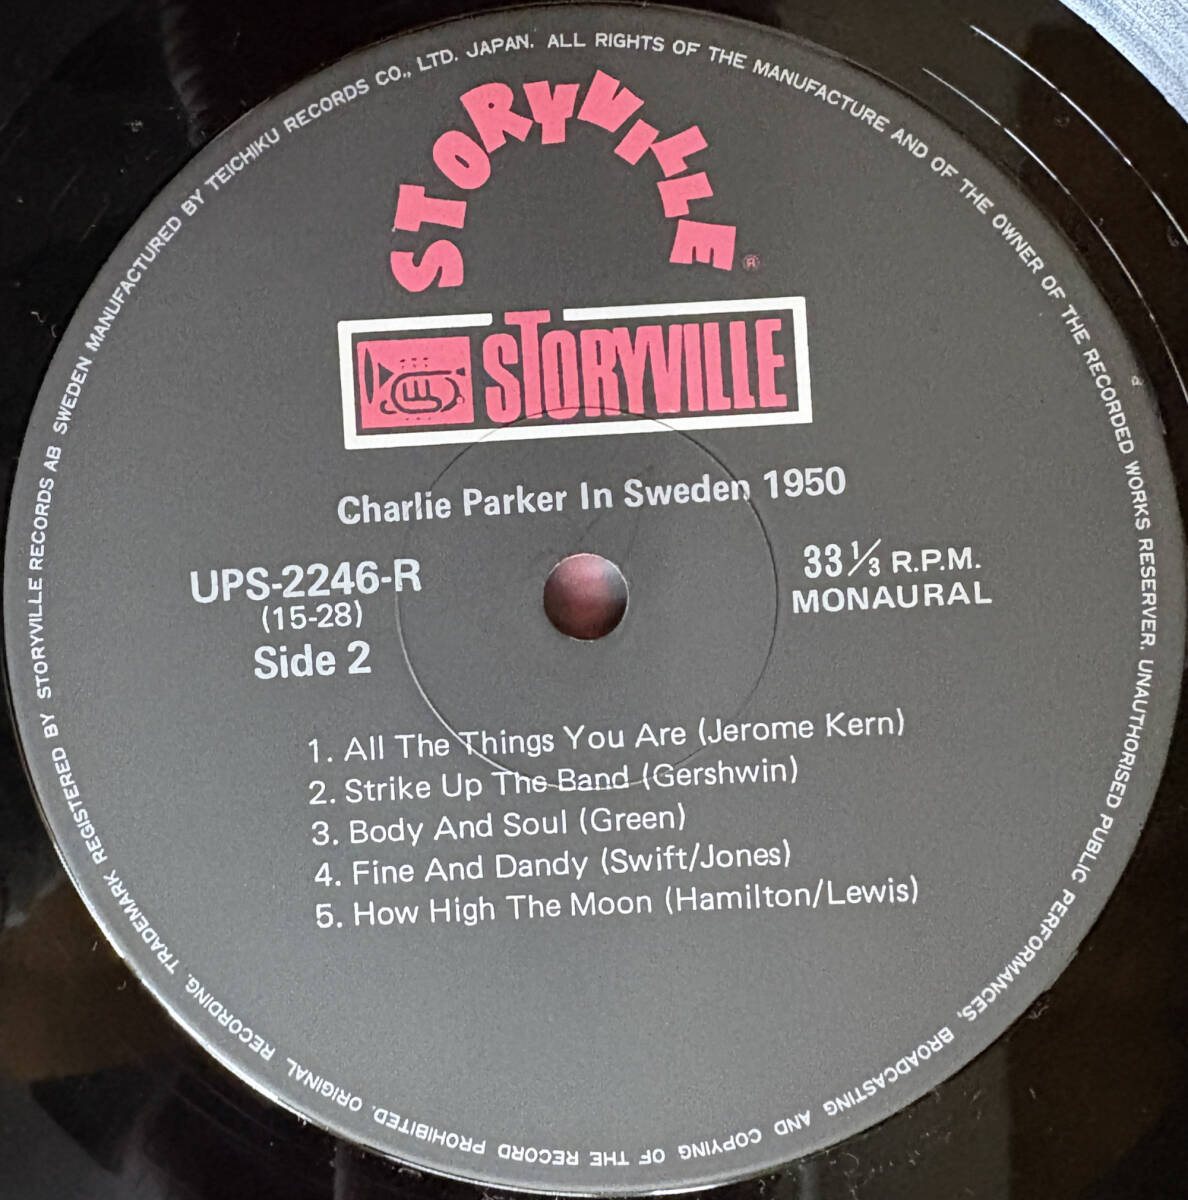 STORYVILLE
®
STORYVILLE
Charlie Parker In Sweden 1950
UPS-2246-R
(15-28)
Side 2
33 1/3 R.P.M.
MONAURAL
1. All The Things You Are (Jerome Kern)
2. Strike Up The Band (Gershwin)
3. Body And Soul (Green)
4. Fine And Dandy (Swift/Jones)
5. How High The Moon (Hamilton/Lewis)
ORIGINAL RECORDING. TRADEMARK REGISTERED BY STORYVILLE RECORDS AB SWEDEN MANUFACTURED BY TEICHIKU RECORDS CO., LTD. JAPAN. ALL RIGHTS OF THE MANUFACTURE AND OF THE OWNER OF THE RECORDED WORKS RESERVER. UNAUTHORISED PUBLIC PERFORMANCES, BROADCASTING AND COPYING OF THE RECORD PROHIBITED.